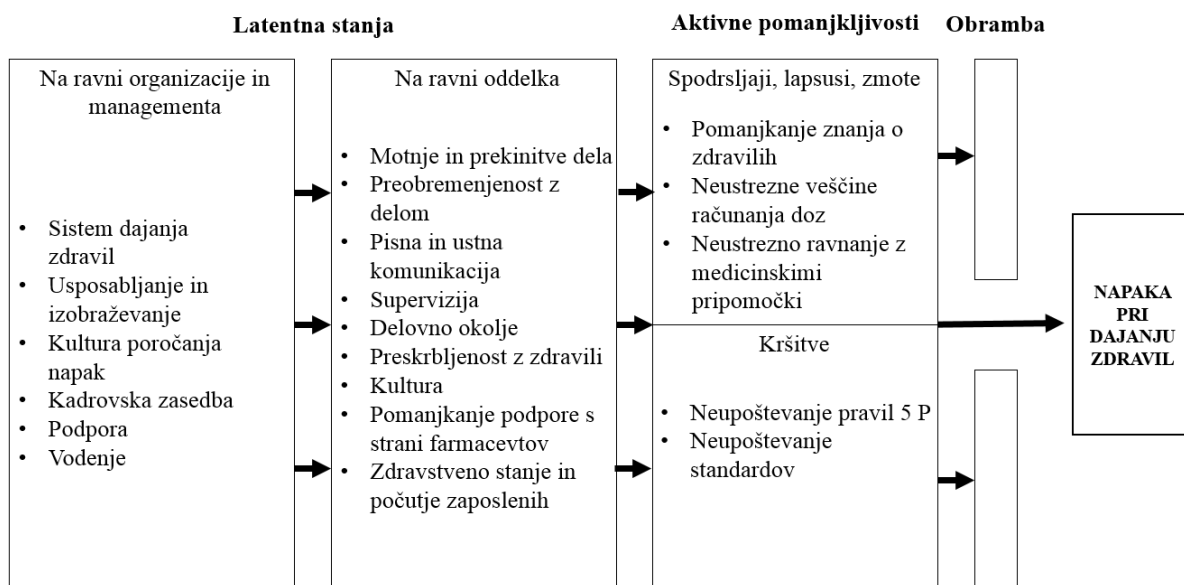 Latentna stanja
Aktivne pomanjkljivosti
Obramba
Na ravni organizacije in
managementa
• Sistem dajanja
zdravil
• Usposabljanje in
izobraževanje
• Kultura poročanja
napak
• Kadrovska zasedba
• Podpora
• Vodenje
Na ravni oddelka
• Motnje in prekinitve dela
• Preobremenjenost z
delom
• Pisna in ustna
komunikacija
• Supervizija
• Delovno okolje
• Preskrbljenost z zdravili
• Kultura
• Pomanjkanje podpore s
strani farmacevtov
• Zdravstveno stanje in
počutje zaposlenih
Spodrsljaji, lapsusi, zmote
• Pomanjkanje znanja o
zdravilih
• Neustrezne veščine
računanja doz
• Neustrezno ravnanje z
medicinskimi
pripomočki
Kršitve
• Neupoštevanje pravil 5 P
• Neupoštevanje
standardov
NAPAKA
PRI
DAJANJU
ZDRAVIL